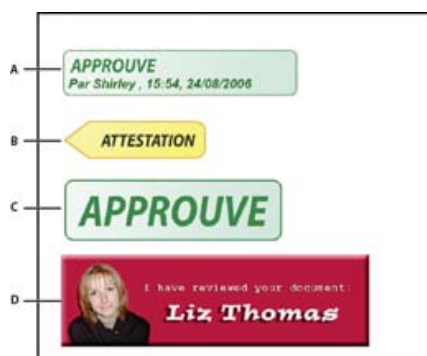 A
APPROUVE
Par Shirley , 15:54, 24/08/2006
B
ATTESTATION
C
APPROUVE
D
I have reviewed your document:
Liz Thomas